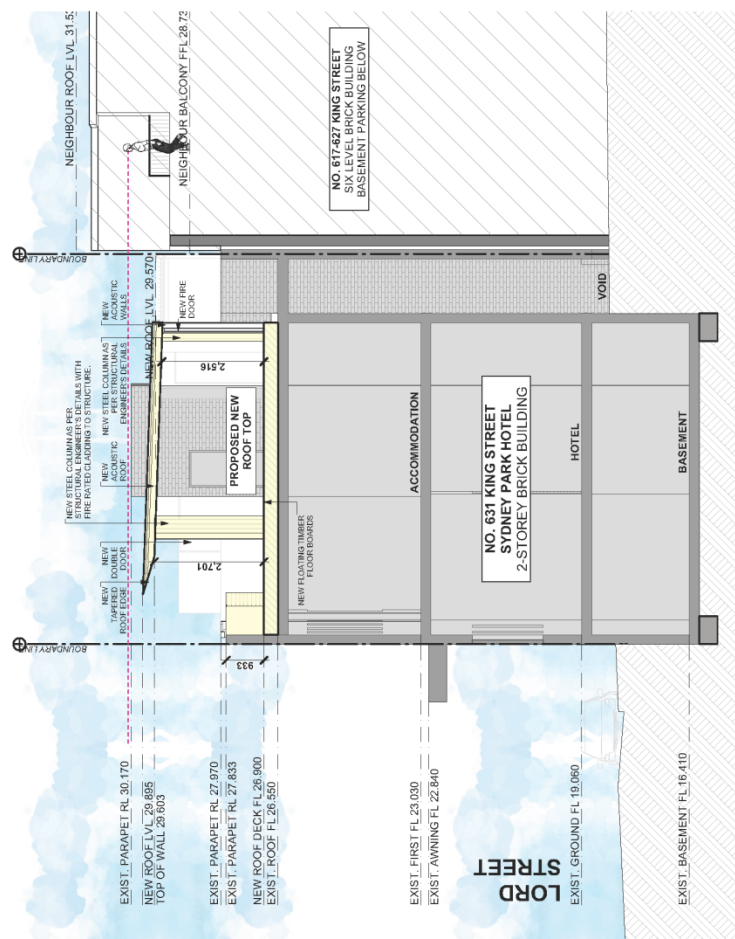 NEIGHBOUR ROOF LVL 31.53
NEIGHBOUR BALCONY FFL 28.73
NO. 617-627 KING STREET
SIX LEVEL BRICK BUILDING
BASEMENT PARKING BELOW
BOUNDARY LINE
NEW
ACOUSTIC
WALLS
NEW ROOF LVL 29.570
NEW FIRE
DOOR
VOID
NEW STEEL COLUMN AS PER
STRUCTURAL ENGINEER'S DETAILS WITH
FIRE RATED CLADDING TO STRUCTURE.
NEW STEEL COLUMN AS
PER STRUCTURAL
ENGINEER'S DETAILS
NEW
ACOUSTIC
ROOF
2,516
PROPOSED NEW
ROOF TOP
ACCOMMODATION
NO. 631 KING STREET
SYDNEY PARK HOTEL
2-STOREY BRICK BUILDING
HOTEL
BASEMENT
NEW
DOUBLE
DOOR
2,701
NEW
TAPERED
ROOF EDGE
NEW FLOATING TIMBER
FLOOR BOARDS
BOUNDARY LINE
933
EXIST. PARAPET RL 30.170
NEW ROOF LVL 29.895
TOP OF WALL 29.603
EXIST. PARAPET RL 27.970
EXIST. PARAPET RL 27.833
NEW ROOF DECK FL 26.900
EXIST. ROOF FL 26.550
EXIST. FIRST FL 23.030
EXIST. AWNING FL 22.840
LORD
STREET
EXIST. GROUND FL 19.060
EXIST. BASEMENT FL 16.410